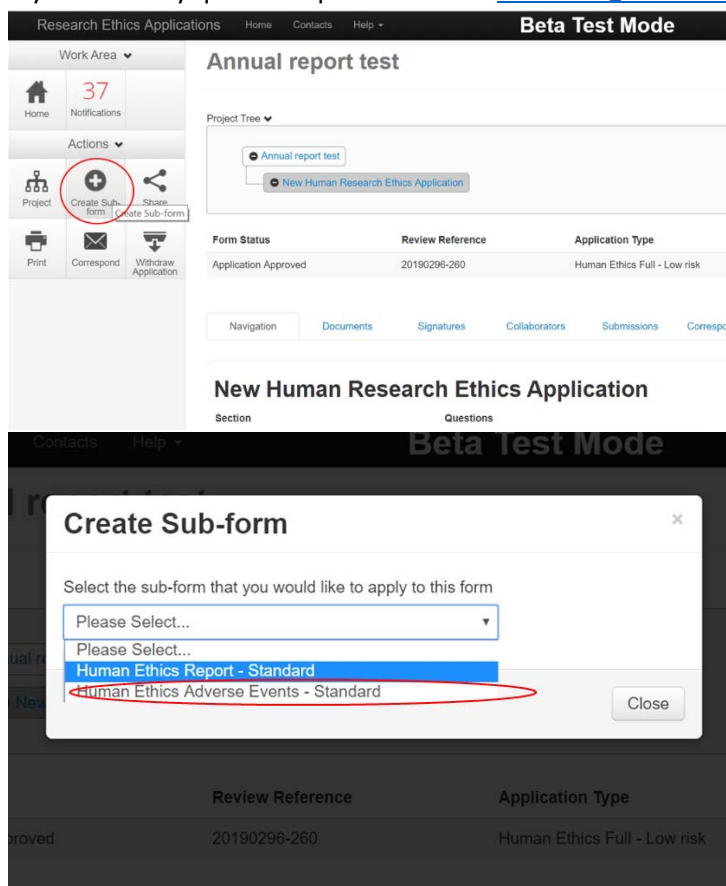 Research Ethics Applications Home Contacts Help Beta Test Mode
Work Area
Annual report test
37
Home Notifications
Project Tree
Actions
Annual report test
New Human Research Ethics Application
Project Create Sub-form Share
Create Sub-form
Form Status Review Reference Application Type
Print Correspond Withdraw Application
Application Approved 20190296-260 Human Ethics Full - Low risk
Navigation Documents Signatures Collaborators Submissions
New Human Research Ethics Application
Section Questions
Contacts Help Beta Test Mode
Create Sub-form ×
Select the sub-form that you would like to apply to this form
Please Select...
Please Select...
Human Ethics Report - Standard
Human Ethics Adverse Events - Standard
Close
Review Reference Application Type
20190296-260 Human Ethics Full - Low risk